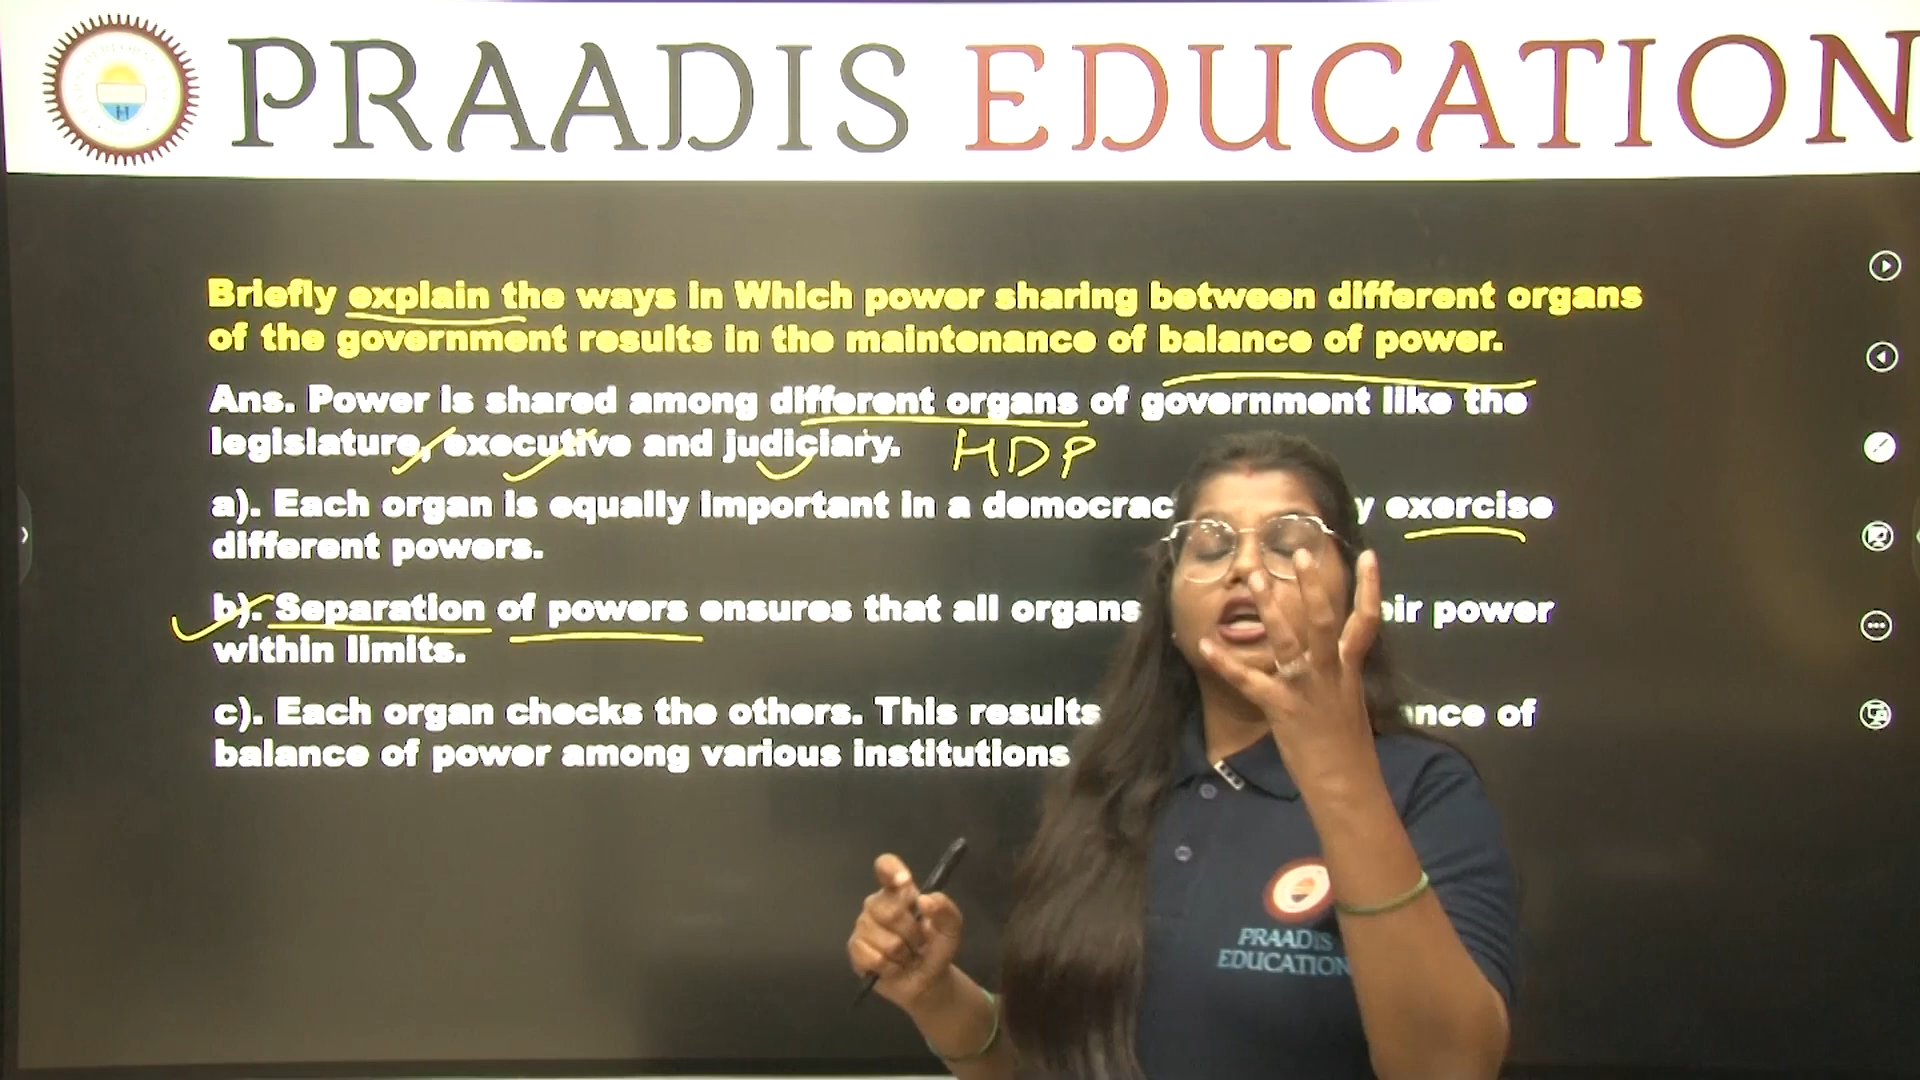 PRAADIS EDUCATION
Briefly explain the ways in Which power sharing between different organs
of the government results in the maintenance of balance of power.
Ans. Power is shared among different organs of government like the
legislature, executive and judiciary. HDP
a). Each organ is equally important in a exercise
different powers.
b). Separation of powers ensures that all organs power
within limits.
c). Each organ checks the others. This results of
balance of power among various institutions
PRAADIS
EDUCATION